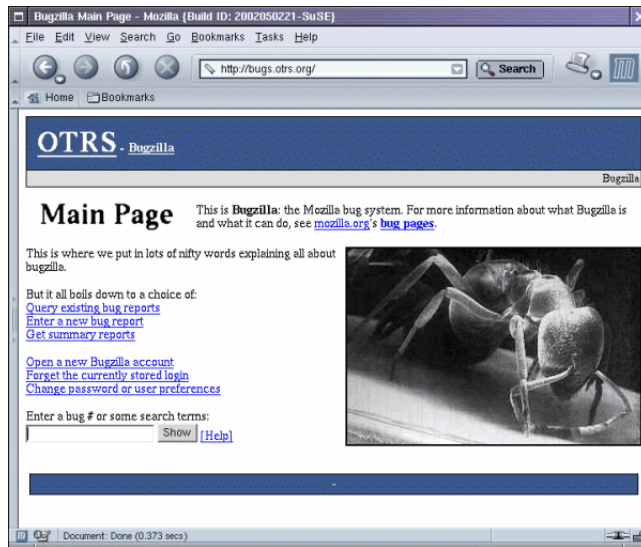 Bugzilla Main Page - Mozilla {Build ID: 2002050221-SuSE}
File Edit View Search Go Bookmarks Tasks Help
http://bugs.otrs.org/ Search
Home Bookmarks
OTRS - Bugzilla
Bugzilla
Main Page
This is Bugzilla: the Mozilla bug system. For more information about what Bugzilla is
and what it can do, see mozilla.org's bug pages.
This is where we put in lots of nifty words explaining all about
bugzilla.
But it all boils down to a choice of:
Query existing bug reports
Enter a new bug report
Get summary reports
Open a new Bugzilla account
Forget the currently stored login
Change password or user preferences
Enter a bug # or some search terms:
Show [Help]
-
Document: Done (0.373 secs)